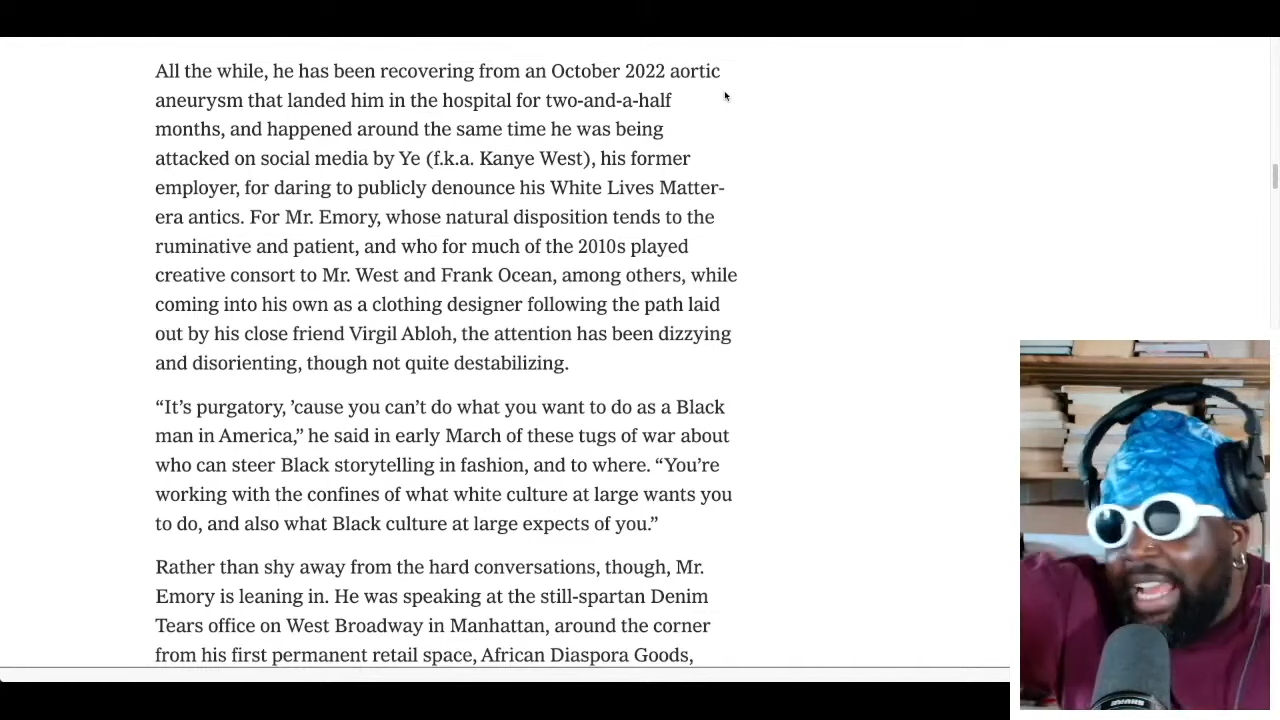 All the while, he has been recovering from an October 2022 aortic
aneurysm that landed him in the hospital for two-and-a-half
months, and happened around the same time he was being
attacked on social media by Ye (f.k.a. Kanye West), his former
employer, for daring to publicly denounce his White Lives Matter-
era antics. For Mr. Emory, whose natural disposition tends to the
ruminative and patient, and who for much of the 2010s played
creative consort to Mr. West and Frank Ocean, among others, while
coming into his own as a clothing designer following the path laid
out by his close friend Virgil Abloh, the attention has been dizzying
and disorienting, though not quite destabilizing.
“It’s purgatory, ’cause you can’t do what you want to do as a Black
man in America,” he said in early March of these tugs of war about
who can steer Black storytelling in fashion, and to where. “You’re
working with the confines of what white culture at large wants you
to do, and also what Black culture at large expects of you.”
Rather than shy away from the hard conversations, though, Mr.
Emory is leaning in. He was speaking at the still-spartan Denim
Tears office on West Broadway in Manhattan, around the corner
from his first permanent retail space, African Diaspora Goods,
SHURE